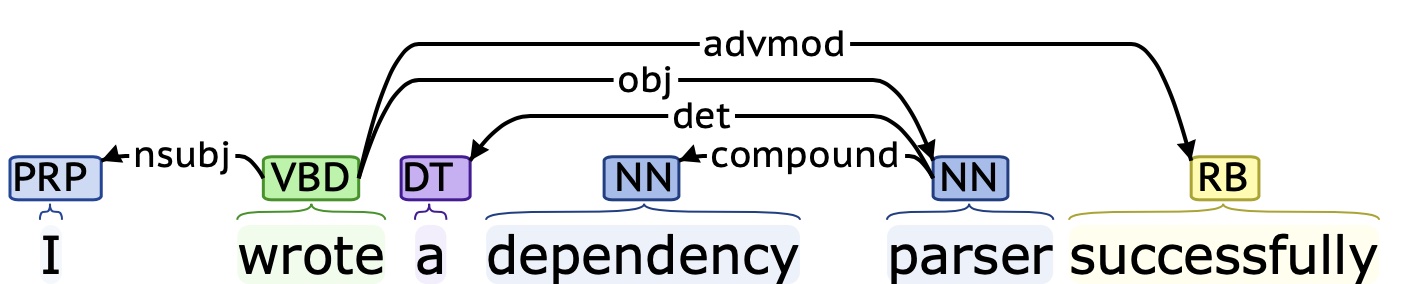 advmod
obj
det
nsubj compound
PRP VBD DT NN NN RB
I wrote a dependency parser successfully